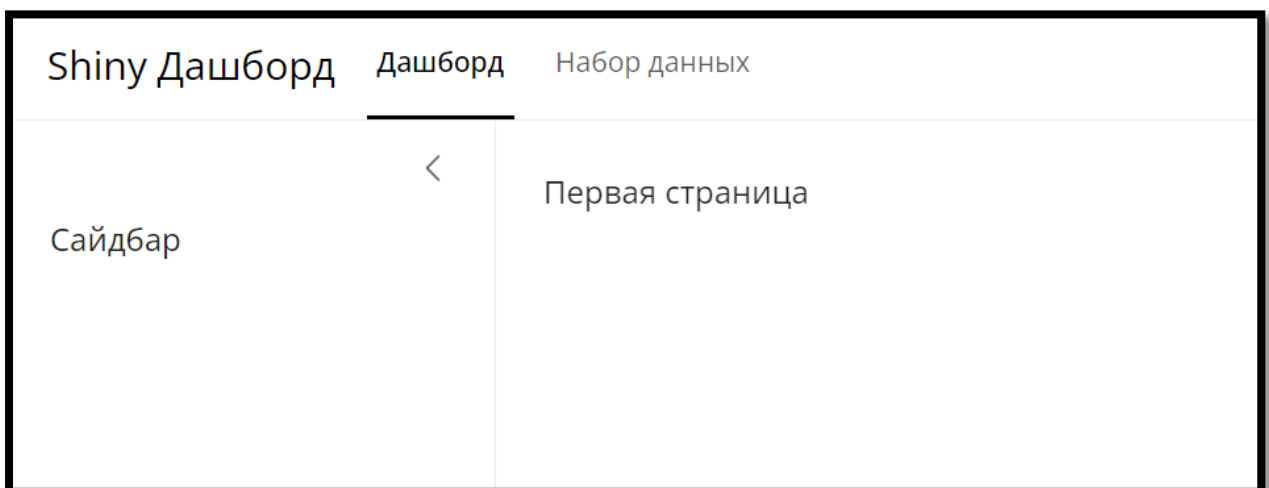 Shiny Дашборд Дашборд Набор данных
Сайдбар
Первая страница